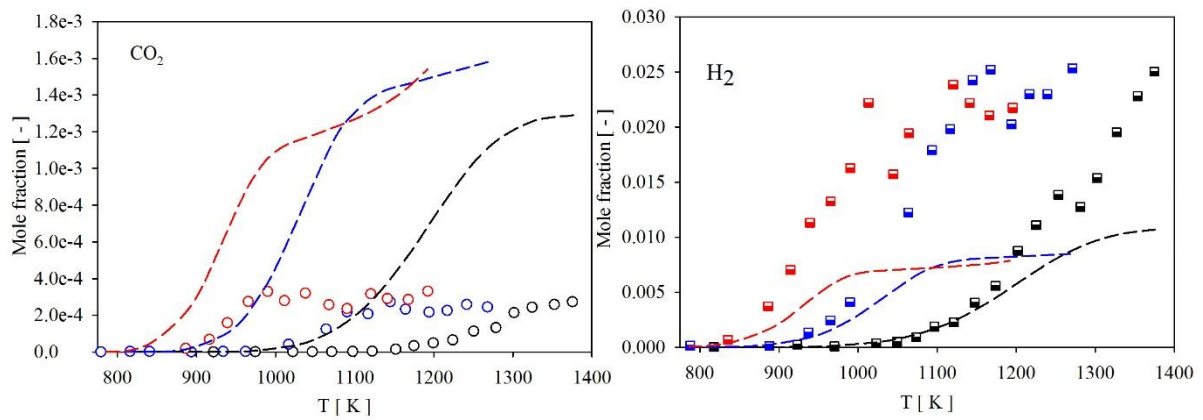 1.8e-3
1.6e-3
1.4e-3
1.2e-3
1.0e-3
8.0e-4
6.0e-4
4.0e-4
2.0e-4
0.0
Mole fraction [ - ]
CO2
800 900 1000 1100 1200 1300 1400
T [ K ]
0.030
0.025
0.020
0.015
0.010
0.005
0.000
Mole fraction [ - ]
H2
800 900 1000 1100 1200 1300 1400
T [ K ]